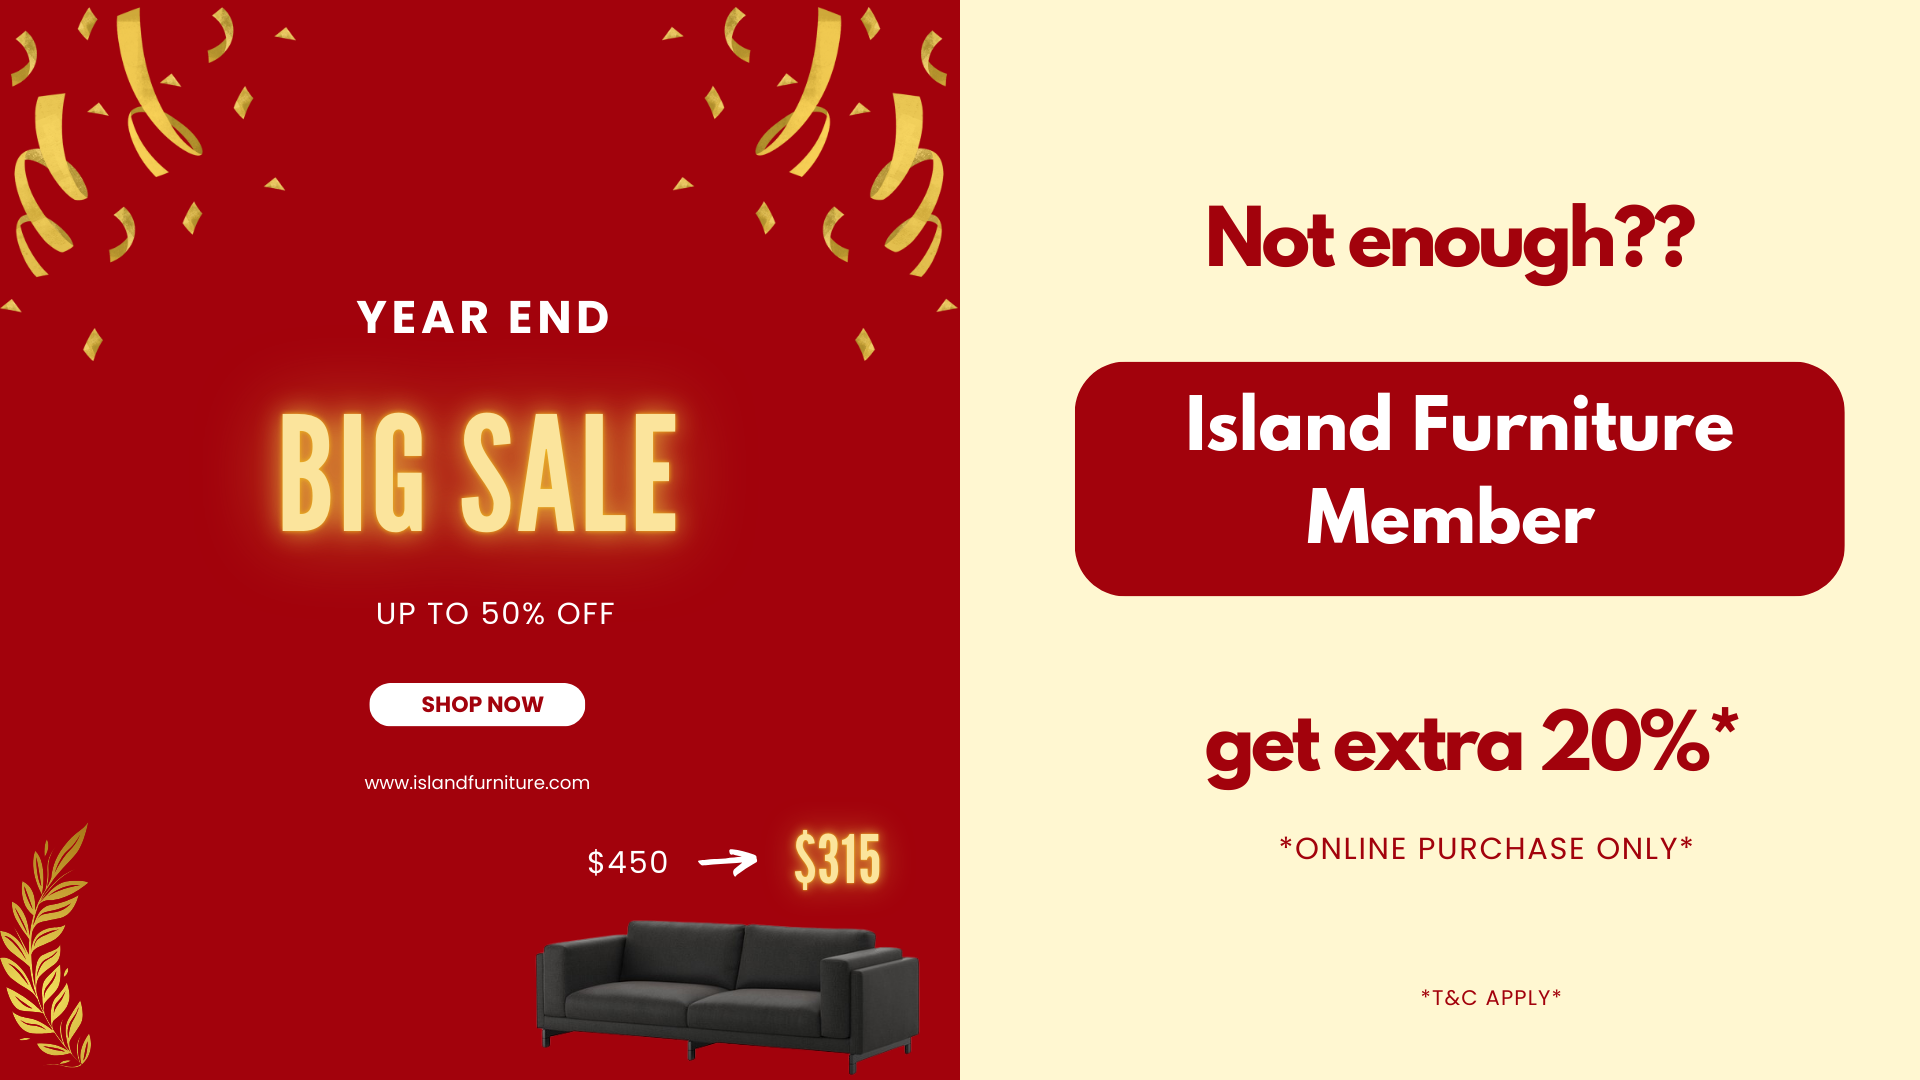 YEAR END
BIG SALE
UP TO 50% OFF
SHOP NOW
www.islandfurniture.com
$450
$315
Not enough??
Island Furniture
Member
get extra 20%*
*ONLINE PURCHASE ONLY*
*T&C APPLY*